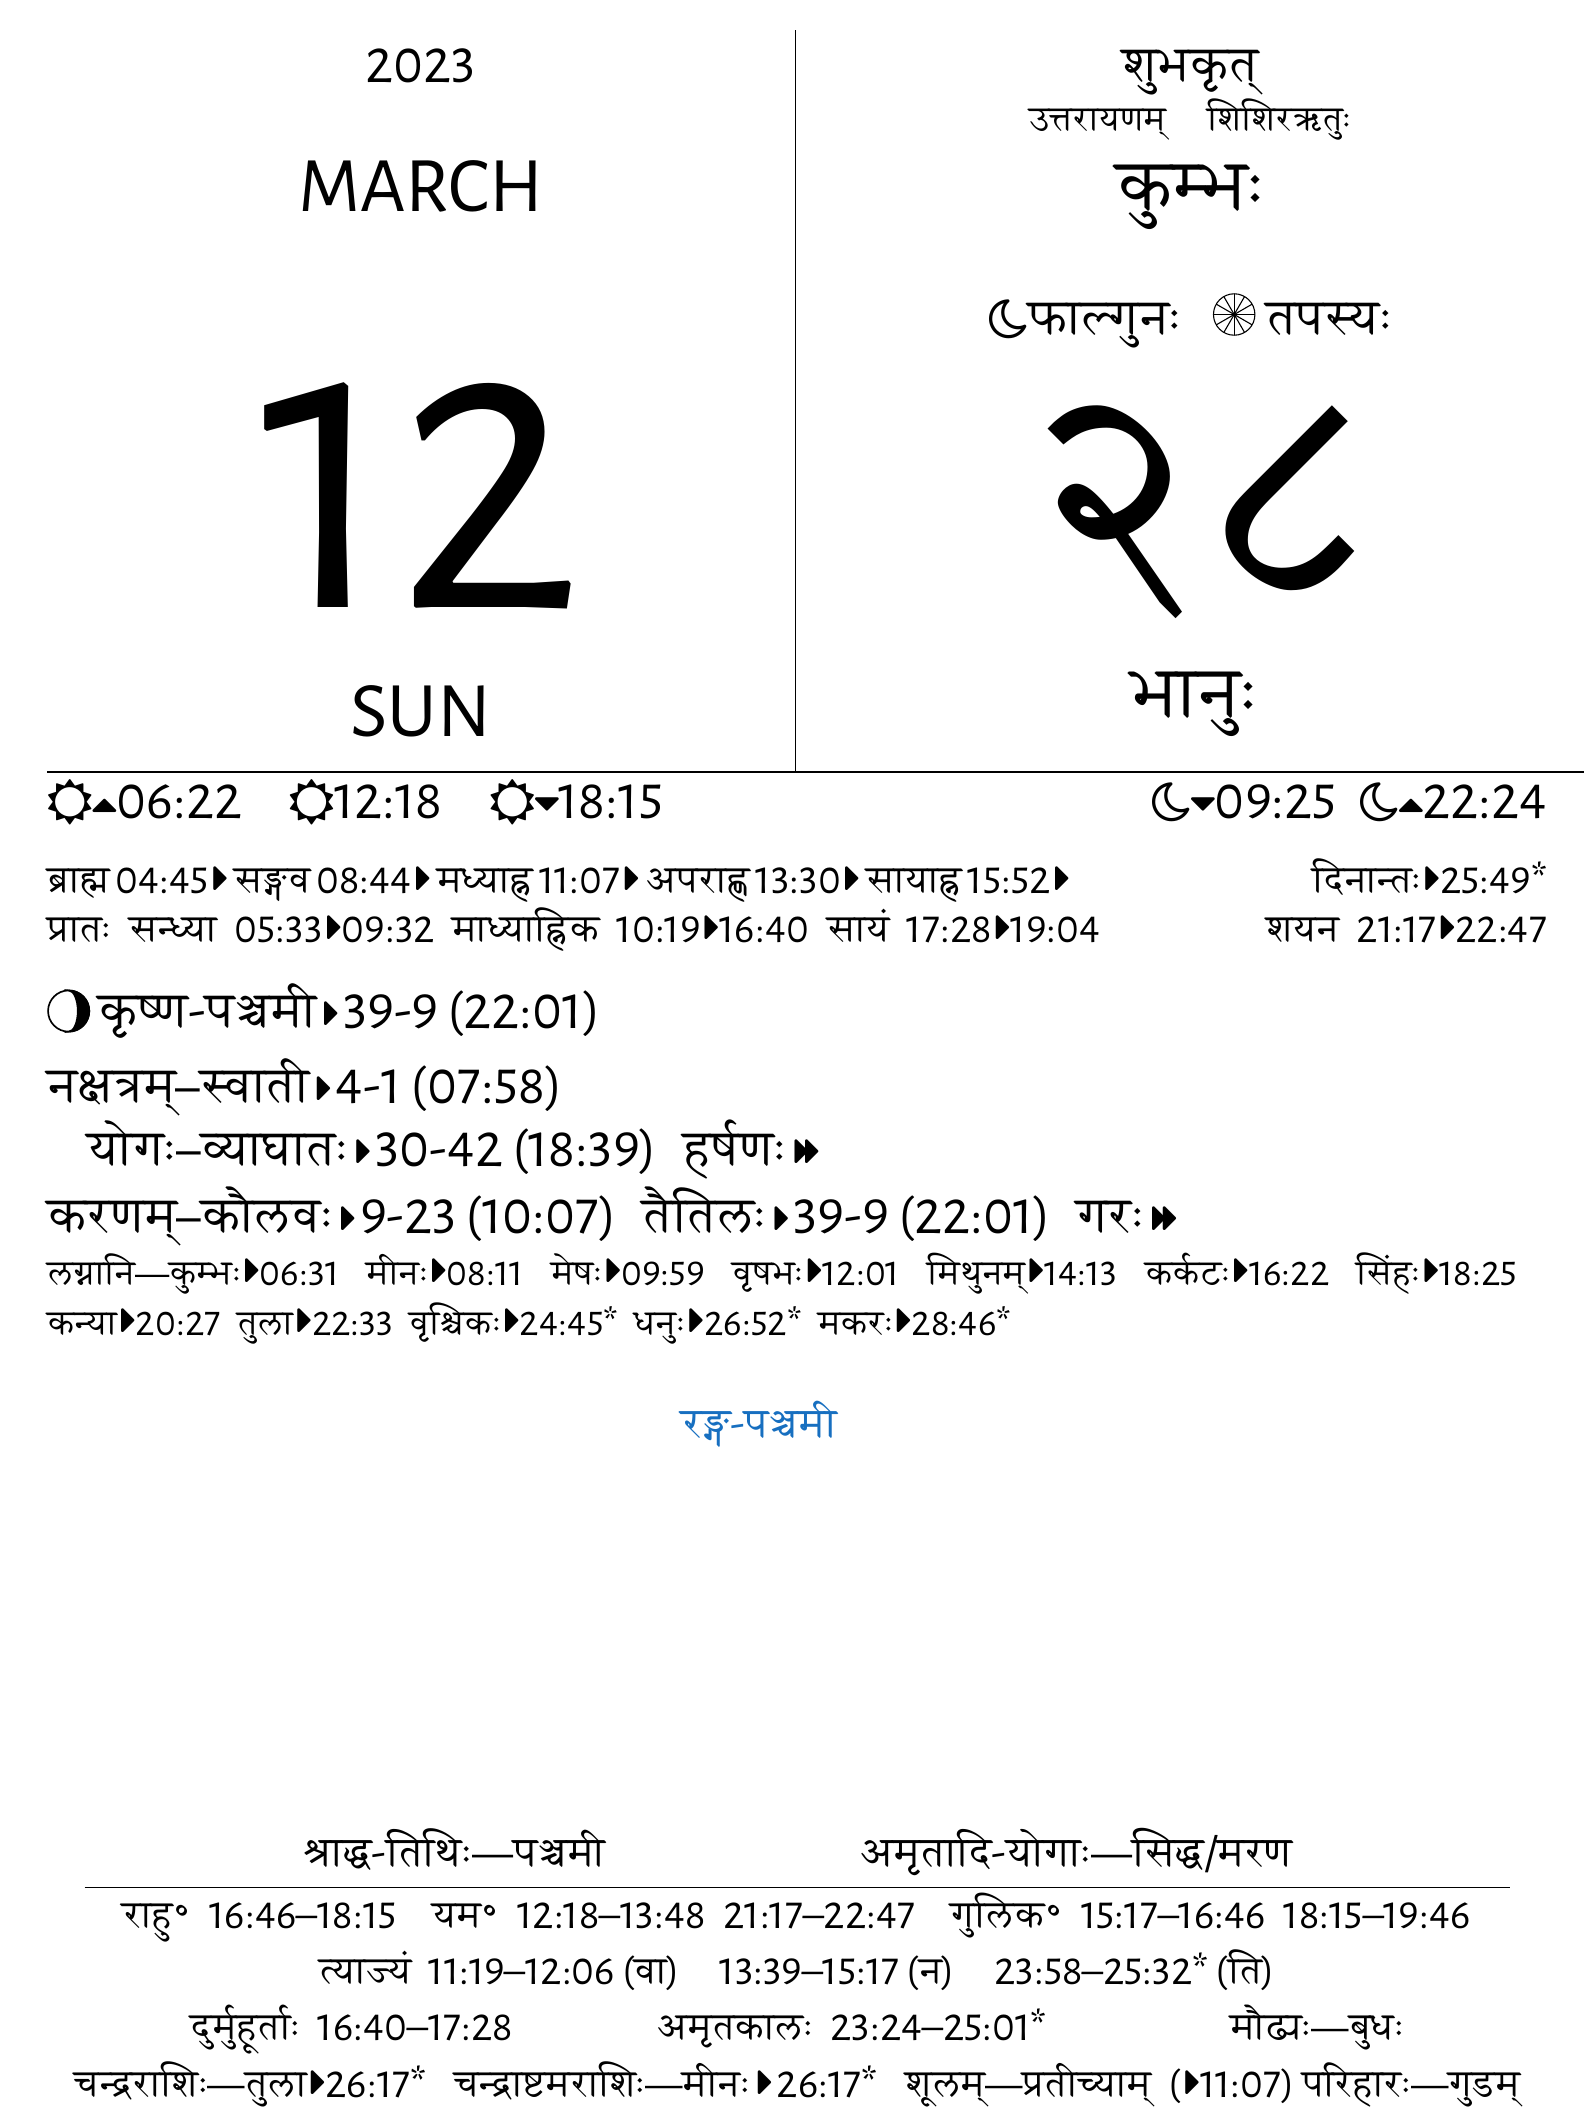 2023
MARCH
12
SUN
शुभकृत्
उत्तरायणम् शिशिरऋतुः
कुम्भः
फाल्गुनः तपस्यः
२८
भानुः
06:22 12:18 18:15 09:25 22:24
ब्राह्म 04:45 सङ्गव 08:44 मध्याह्न 11:07 अपराह्ण 13:30 सायाह्न 15:52 दिनान्तः 25:49*
प्रातः सन्ध्या 05:33 09:32 माध्याह्निक 10:19 16:40 सायं 17:28 19:04 शयन 21:17 22:47
कृष्ण-पञ्चमी 39-9 (22:01)
नक्षत्रम्–स्वाती 4-1 (07:58)
योगः–व्याघातः 30-42 (18:39) हर्षणः
करणम्–कौलवः 9-23 (10:07) तैतिलः 39-9 (22:01) गरः
लग्नानि—कुम्भः 06:31 मीनः 08:11 मेषः 09:59 वृषभः 12:01 मिथुनम् 14:13 कर्कटः 16:22 सिंहः 18:25
कन्या 20:27 तुला 22:33 वृश्चिकः 24:45* धनुः 26:52* मकरः 28:46*
रङ्ग-पञ्चमी
श्राद्ध-तिथिः—पञ्चमी अमृतादि-योगाः—सिद्ध/मरण
राहु॰ 16:46–18:15 यम॰ 12:18–13:48 21:17–22:47 गुलिक॰ 15:17–16:46 18:15–19:46
त्याज्यं 11:19–12:06 (वा) 13:39–15:17 (न) 23:58–25:32* (ति)
दुर्मुहूर्ताः 16:40–17:28 अमृतकालः 23:24–25:01* मौढ्यः—बुधः
चन्द्रराशिः—तुला 26:17* चन्द्राष्टमराशिः—मीनः 26:17* शूलम्—प्रतीच्याम् (11:07) परिहारः—गुडम्